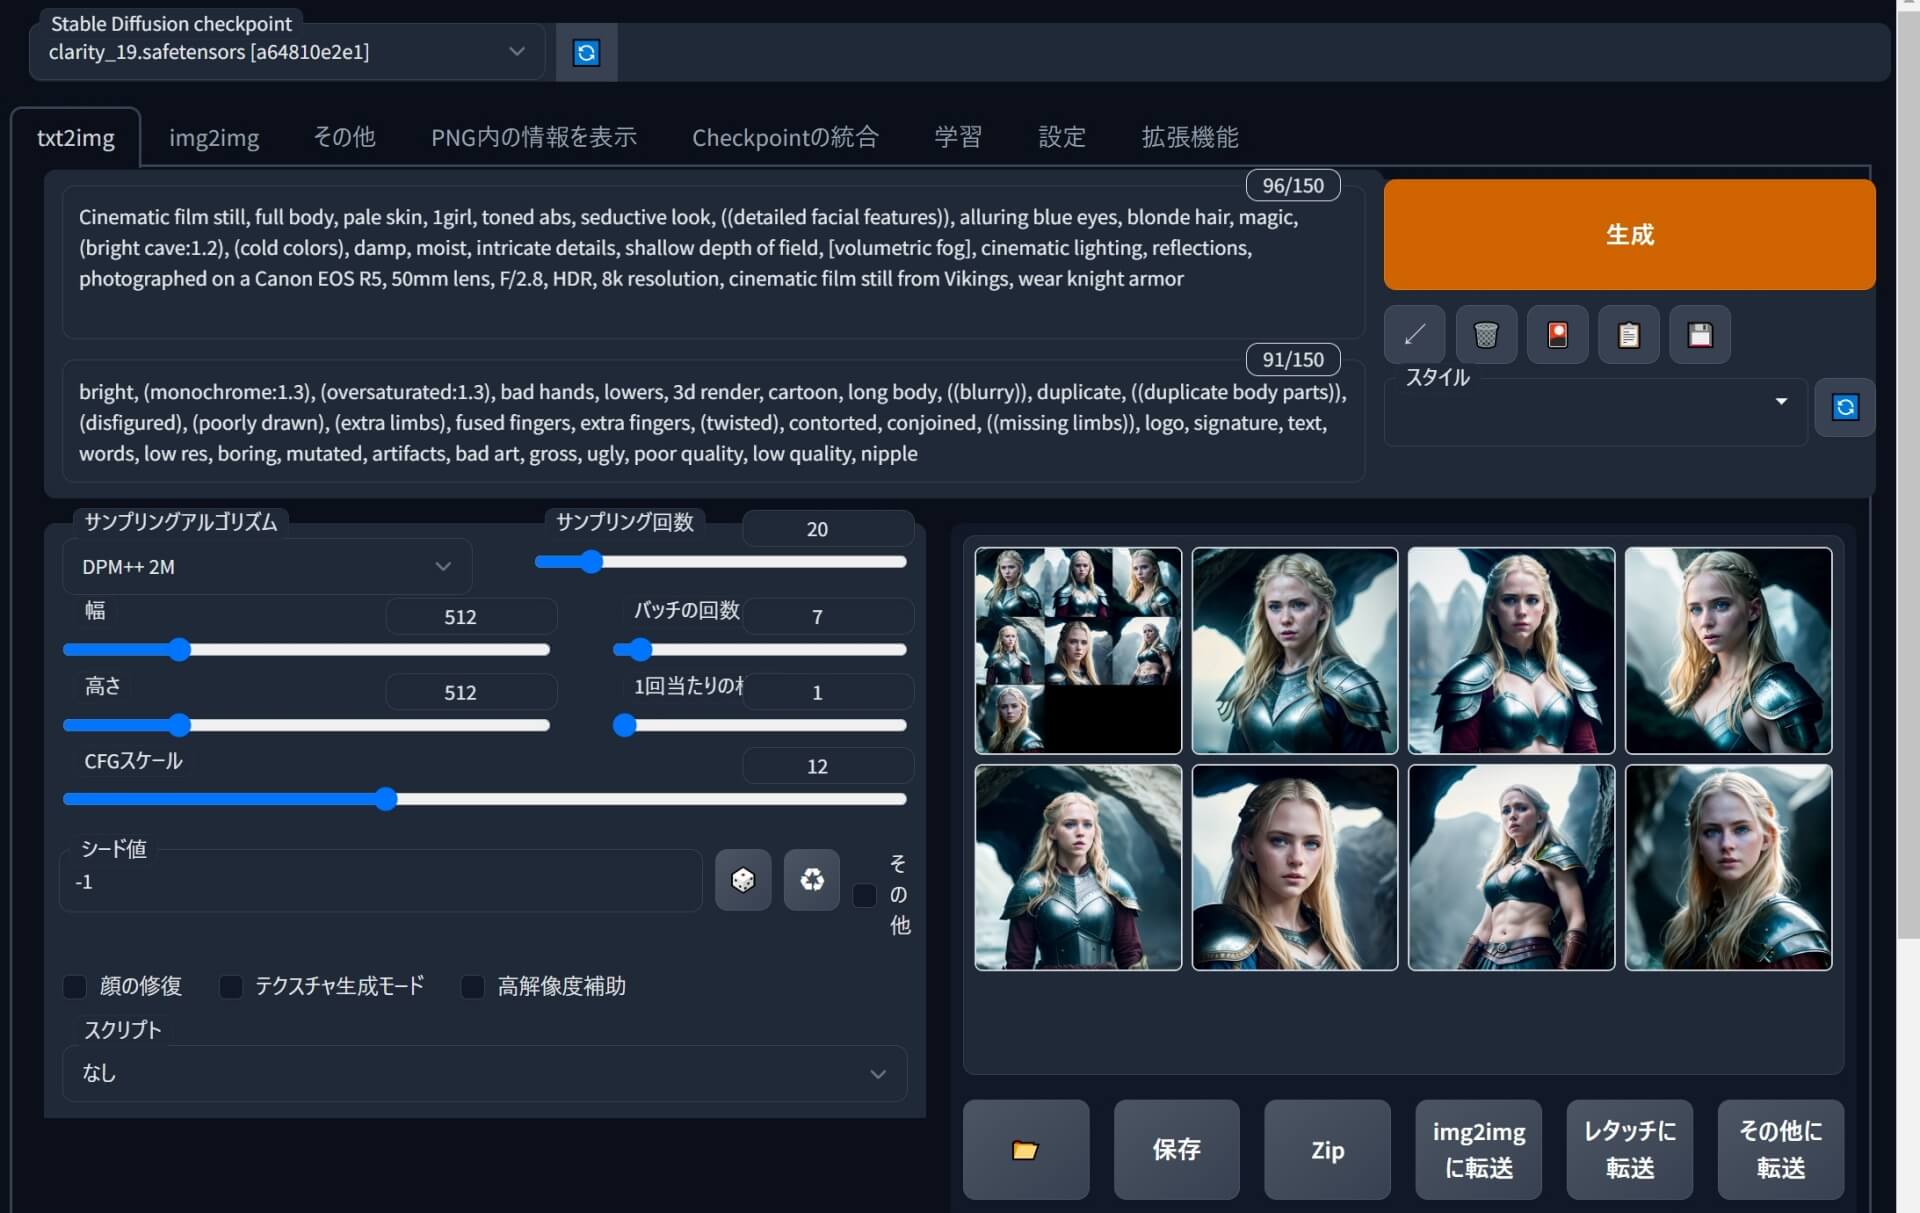 Stable Diffusion checkpoint
clarity_19.safetensors [a64810e2e1]
txt2img img2img その他 PNG内の情報を表示 Checkpointの統合 学習 設定 拡張機能
96/150
Cinematic film still, full body, pale skin, 1girl, toned abs, seductive look, ((detailed facial features)), alluring blue eyes, blonde hair, magic,
(bright cave:1.2), (cold colors), damp, moist, intricate details, shallow depth of field, [volumetric fog], cinematic lighting, reflections,
photographed on a Canon EOS R5, 50mm lens, F/2.8, HDR, 8k resolution, cinematic film still from Vikings, wear knight armor
生成
91/150
bright, (monochrome:1.3), (oversaturated:1.3), bad hands, lowers, 3d render, cartoon, long body, ((blurry)), duplicate, ((duplicate body parts)),
(disfigured), (poorly drawn), (extra limbs), fused fingers, extra fingers, (twisted), contorted, conjoined, ((missing limbs)), logo, signature, text,
words, low res, boring, mutated, artifacts, bad art, gross, ugly, poor quality, low quality, nipple
スタイル
サンプリングアルゴリズム
DPM++ 2M
サンプリング回数 20
幅 512
バッチの回数 7
高さ 512
1回当たりの 1
CFGスケール 12
シード値
-1
その他
顔の修復 テクスチャ生成モード 高解像度補助
スクリプト
なし
保存
Zip
img2img
に転送
レタッチに
転送
その他に
転送